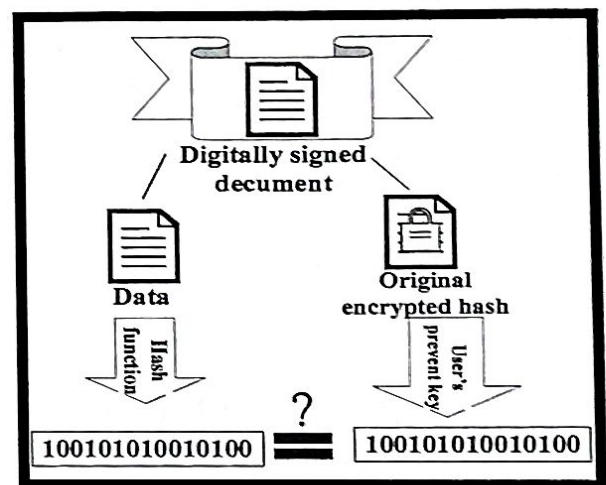 Digitally signed
decument
Data
Original
encrypted hash
Hash
function
User's
prevent key
?
100101010010100
=
100101010010100